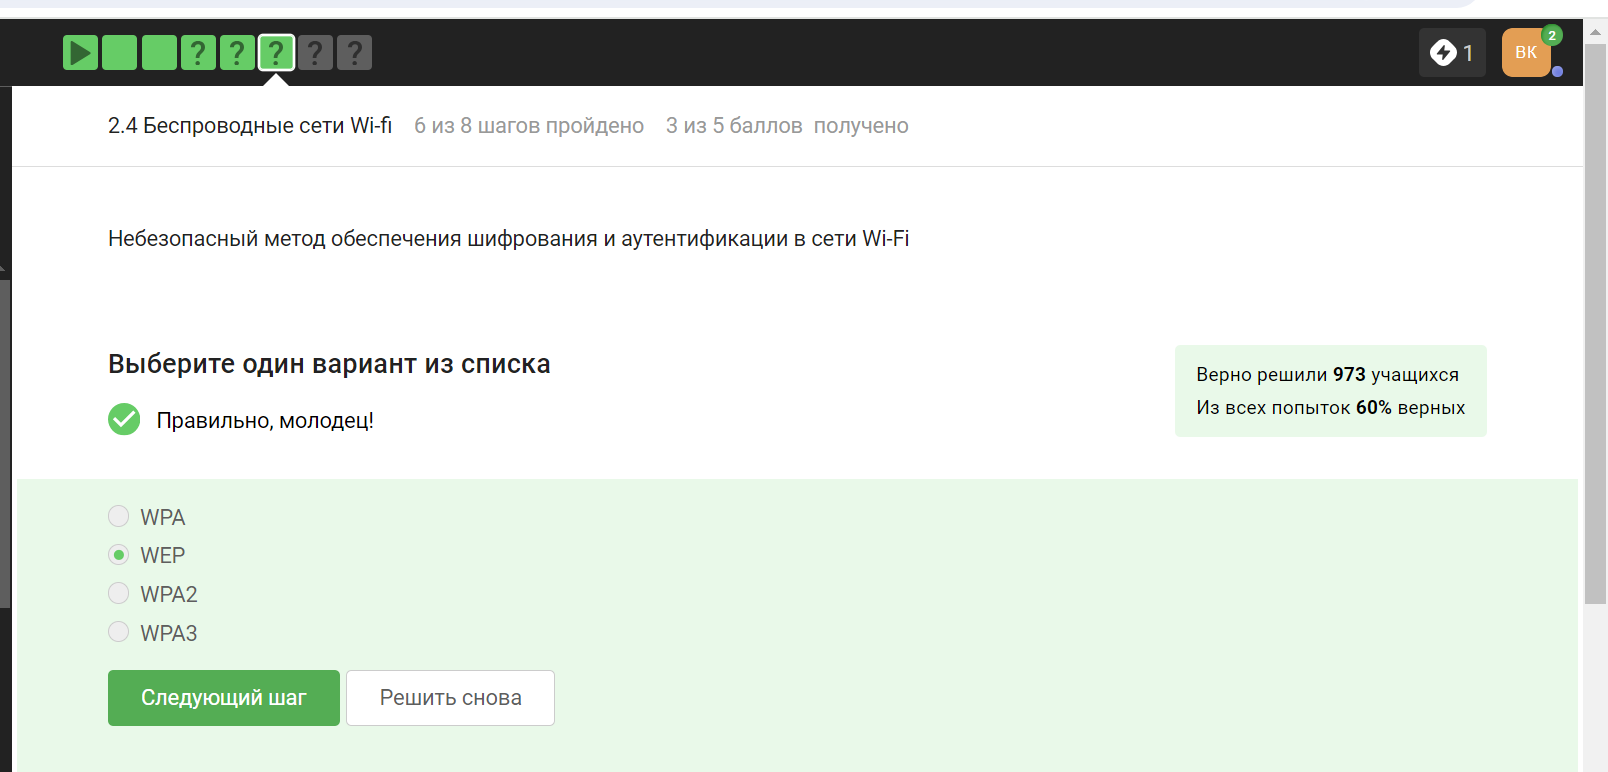 ? ? ? ? ?
1
ВК
2
2.4 Беспроводные сети Wi-fi 6 из 8 шагов пройдено 3 из 5 баллов получено
Небезопасный метод обеспечения шифрования и аутентификации в сети Wi-Fi
Выберите один вариант из списка
Верно решили 973 учащихся
Из всех попыток 60% верных
Правильно, молодец!
WPA
WEP
WPA2
WPA3
Следующий шаг Решить снова